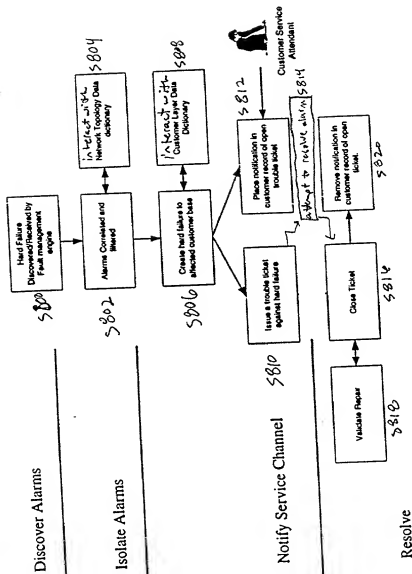 Discover Alarms
Hard Failure
Discovered/Received by
Fault management
engine
S800
Isolate Alarms
Alarms Correlated and
filtered
S802
interact with
Network Topology Data
dictionary
S804
Create hard failure to
affected customer base
S806
interact with
Customer Layer Data
Dictionary
S808
Notify Service Channel
Issue a trouble ticket
against hard failure
S810
Place notification in
customer record of open
trouble ticket
S812
Customer Service
Attendant
attempt to resolve alarm S814
Resolve
Validate Repair
S818
Close Ticket
S816
Remove notification in
customer record of open
ticket.
S820